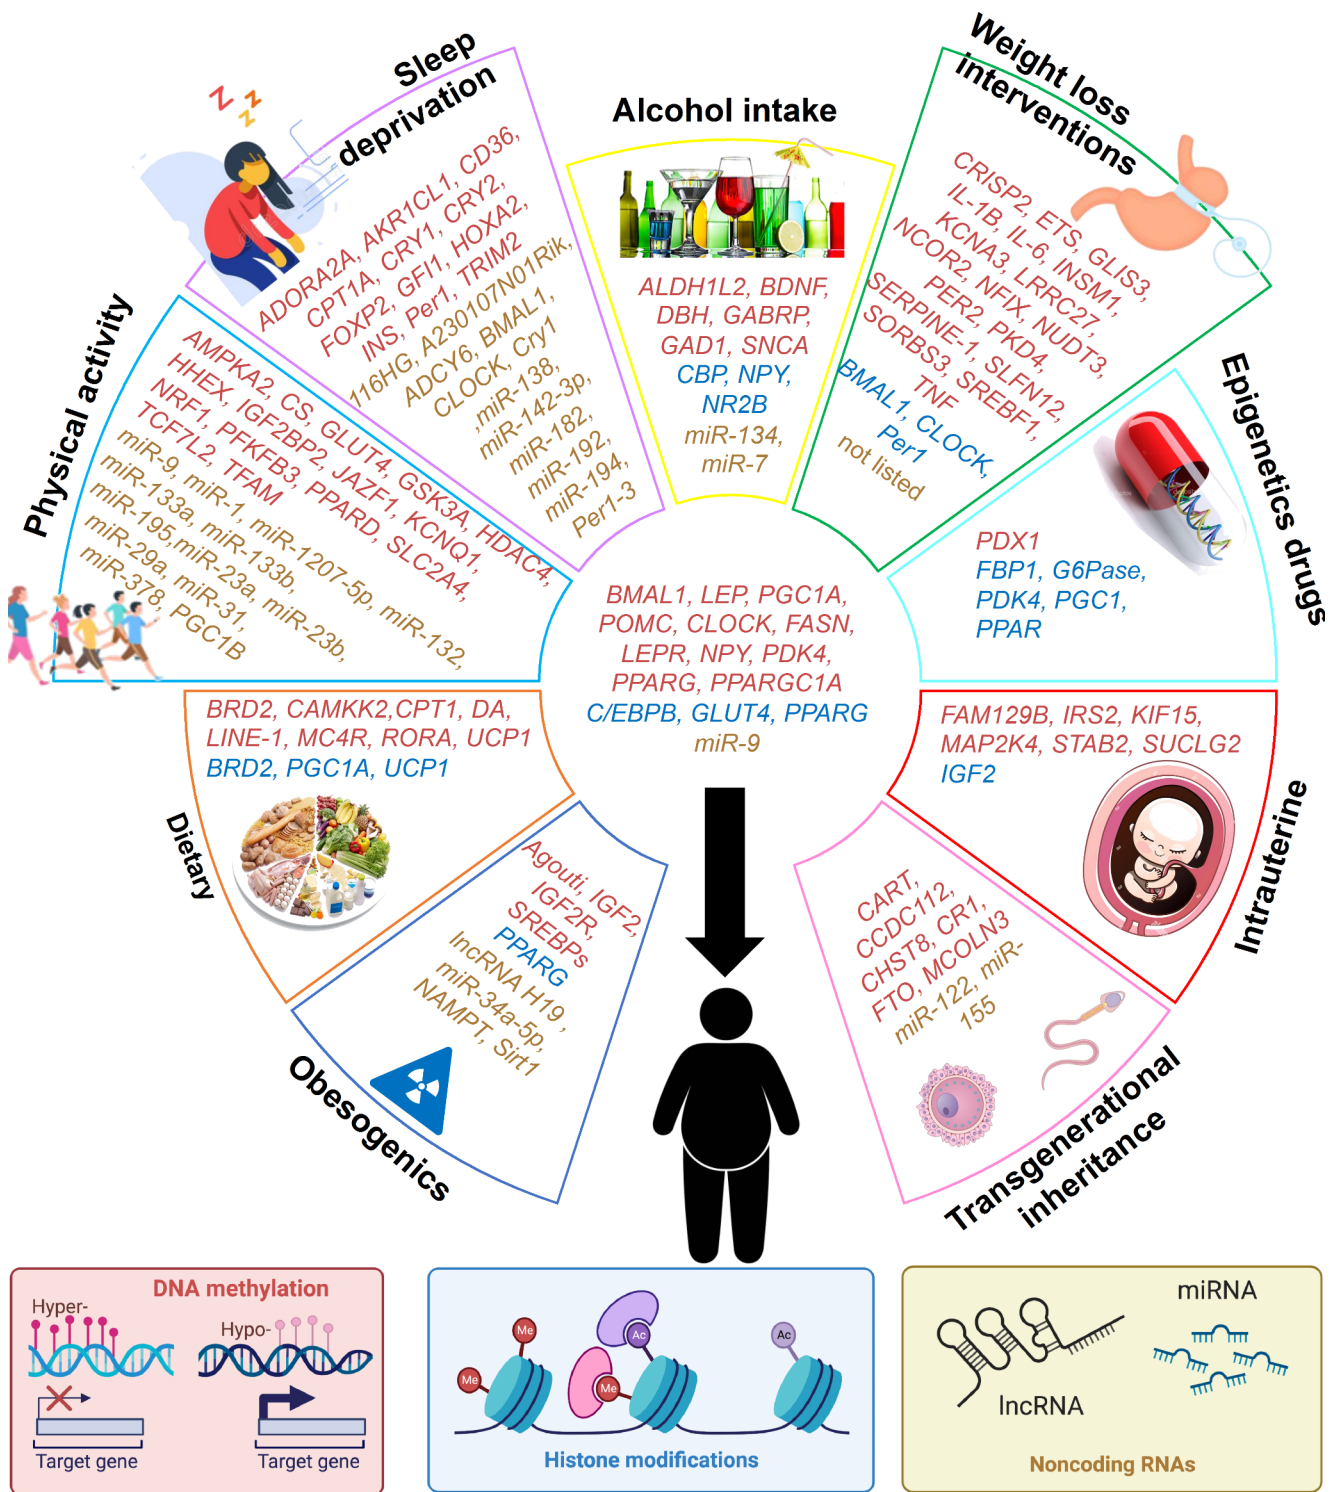 Sleep
deprivation
Z
z
z
ADORA2A, AKR1CL1, CD36,
CPT1A, CRY1, CRY2,
FOXP2, GFI1, HOXA2,
INS, Per1, TRIM2
116HG, A230107N01Rik,
ADCY6, BMAL1,
CLOCK, Cry1
,miR-138,
miR-142-3p,
miR-182,
miR-192,
miR-194,
Per1-3
Alcohol intake
ALDH1L2, BDNF,
DBH, GABRP,
GAD1, SNCA
CBP, NPY,
NR2B
miR-134,
miR-7
Weight loss
interventions
CRISP2, ETS, GLIS3,
IL-1B, IL-6, INSM1,
KCNA3, LRRC27,
NCOR2, NFIX, NUDT3,
PER2, PKD4,
SERPINE-1, SLFN12,
SORBS3, SREBF1,
TNF
BMAL1, CLOCK,
Per1
not listed
Physical activity
AMPKA2, CS, GLUT4, GSK3A, HDAC4,
HHEX, IGF2BP2, JAZF1, KCNQ1,
NRF1, PFKFB3, PPARD, SLC2A4,
TCF7L2, TFAM
miR-9, miR-1, miR-1207-5p, miR-132,
miR-133a, miR-133b,
miR-195,miR-23a, miR-23b,
miR-29a, miR-31,
miR-378, PGC1B
Epigenetics drugs
PDX1
FBP1, G6Pase,
PDK4, PGC1,
PPAR
BMAL1, LEP, PGC1A,
POMC, CLOCK, FASN,
LEPR, NPY, PDK4,
PPARG, PPARGC1A
C/EBPB, GLUT4, PPARG
miR-9
Dietary
BRD2, CAMKK2,CPT1, DA,
LINE-1, MC4R, RORA, UCP1
BRD2, PGC1A, UCP1
Intrauterine
FAM129B, IRS2, KIF15,
MAP2K4, STAB2, SUCLG2
IGF2
Obesogenics
Agouti, IGF2,
IGF2R,
SREBPs
PPARG
lncRNA H19 ,
miR-34a-5p,
NAMPT, Sirt1
Transgenerational
inheritance
CART,
CCDC112,
CHST8, CR1,
FTO, MCOLN3
miR-122, miR-
155
DNA methylation
Hyper-
Hypo-
Target gene
Target gene
Me
Me
Ac
Me
Ac
Histone modifications
miRNA
lncRNA
Noncoding RNAs